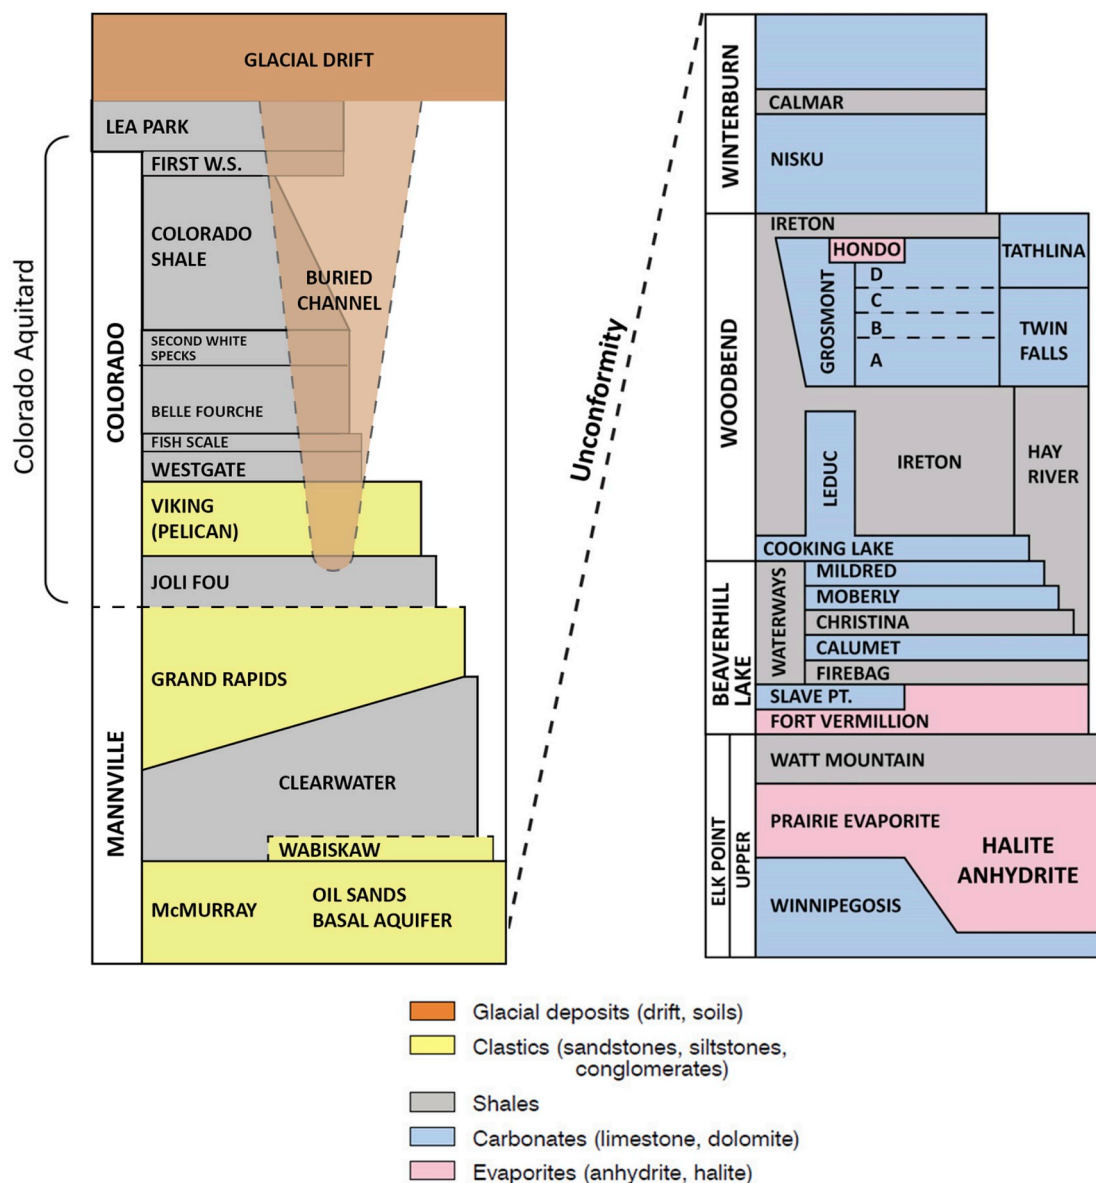 GLACIAL DRIFT
LEA PARK
FIRST W.S.
COLORADO
SHALE
BURIED
CHANNEL
SECOND WHITE
SPECKS
BELLE FOURCHE
FISH SCALE
WESTGATE
VIKING
(PELICAN)
JOLI FOU
GRAND RAPIDS
CLEARWATER
WABISKAW
McMURRAY
OIL SANDS
BASAL AQUIFER
Colorado Aquitard
COLORADO
MANNVILLE
Unconformity
WINTERBURN
CALMAR
NISKU
WOODBEND
IRETON
HONDO
TATHLINA
GROSMONT
D
C
B
A
TWIN
FALLS
LEDUC
IRETON
HAY
RIVER
COOKING LAKE
BEAVERHILL
LAKE
WATERWAYS
MILDRED
MOBERLY
CHRISTINA
CALUMET
FIREBAG
SLAVE PT.
FORT VERMILLION
ELK POINT
UPPER
WATT MOUNTAIN
PRAIRIE EVAPORITE
HALITE
ANHYDRITE
WINNIPEGOSIS
Glacial deposits (drift, soils)
Clastics (sandstones, siltstones,
conglomerates)
Shales
Carbonates (limestone, dolomite)
Evaporites (anhydrite, halite)